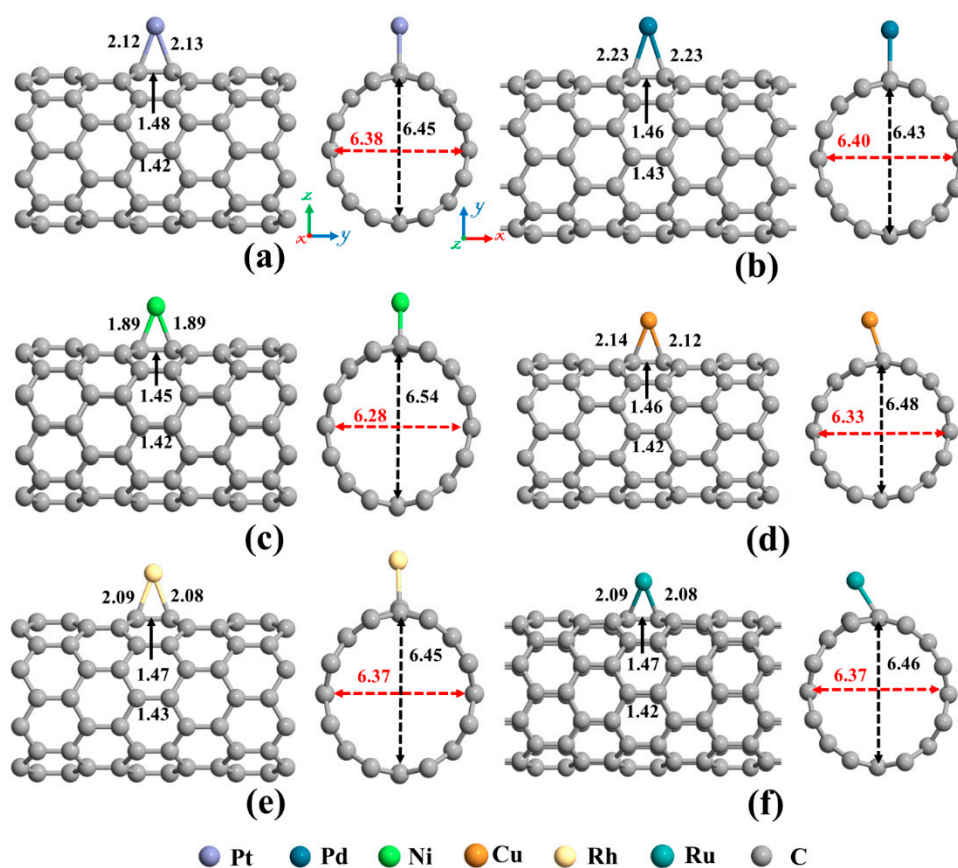 2.12 2.13
1.48
1.42
6.38
6.45
z
x y
(a)
y
z x
2.23 2.23
1.46
1.43
6.40
6.43
(b)
1.89 1.89
1.45
1.42
6.28
6.54
(c)
2.14 2.12
1.46
1.42
6.33
6.48
(d)
2.09 2.08
1.47
1.43
6.37
6.45
(e)
2.09 2.08
1.47
1.42
6.37
6.46
(f)
Pt Pd Ni Cu Rh Ru C